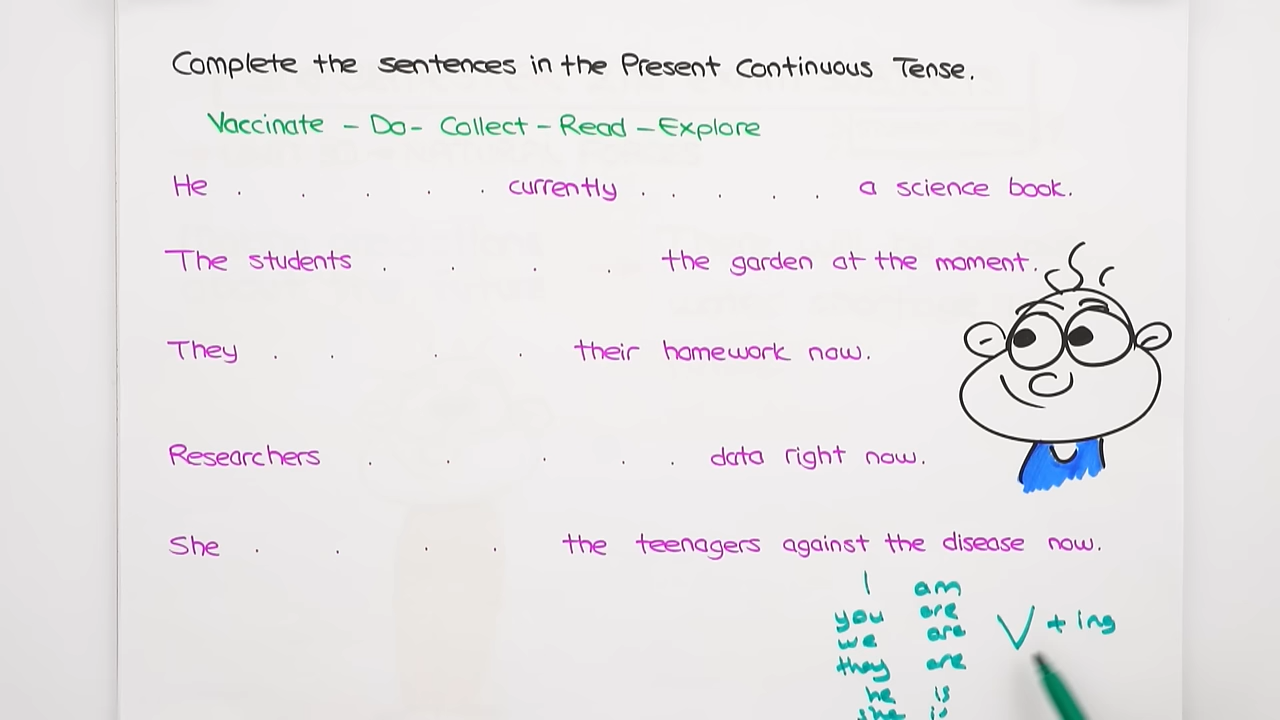 Complete the sentences in the Present Continuous Tense.
Vaccinate - Do - Collect - Read - Explore
He . . . . . currently . . . . . a science book.
The students . . . . the garden at the moment.
They . . . . their homework now.
Researchers . . . . . data right now.
She . . . . the teenagers against the disease now.
I am
you are
we are
they are
he is
she is
V + ing